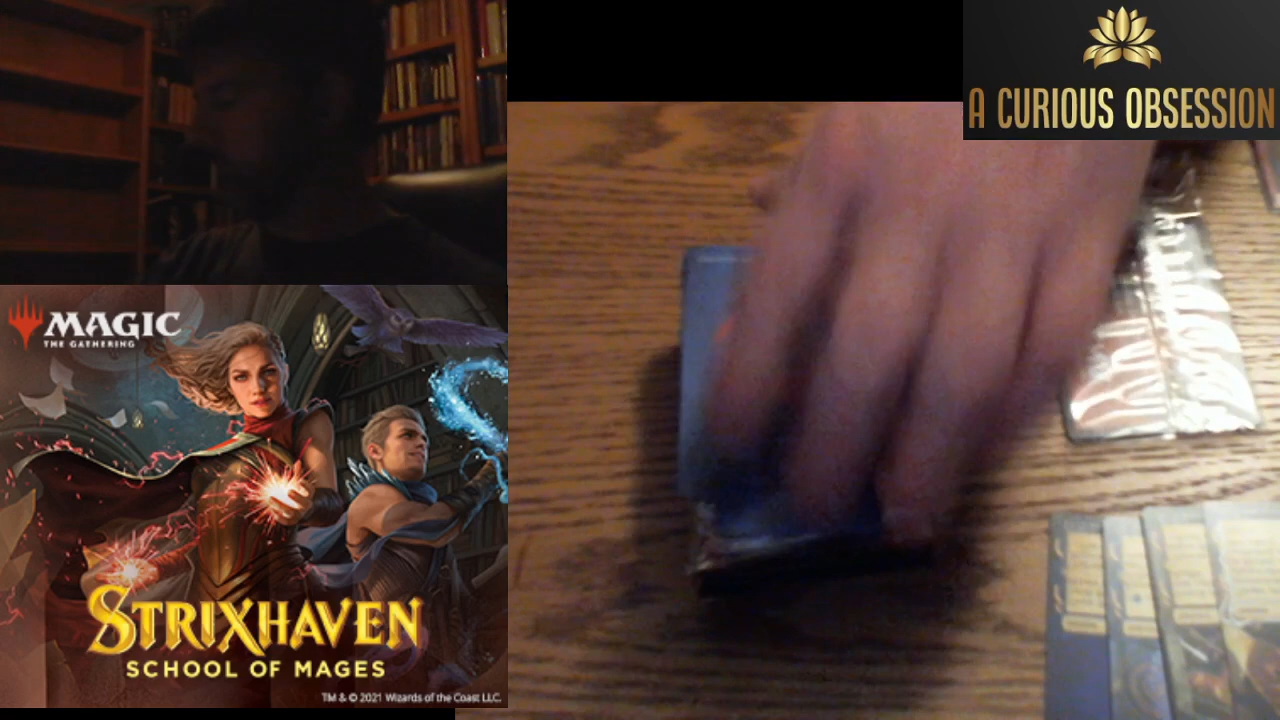 A CURIOUS OBSESSION
MAGIC
THE GATHERING
STRIXHAVEN
SCHOOL OF MAGES
TM & © 2021 Wizards of the Coast LLC.